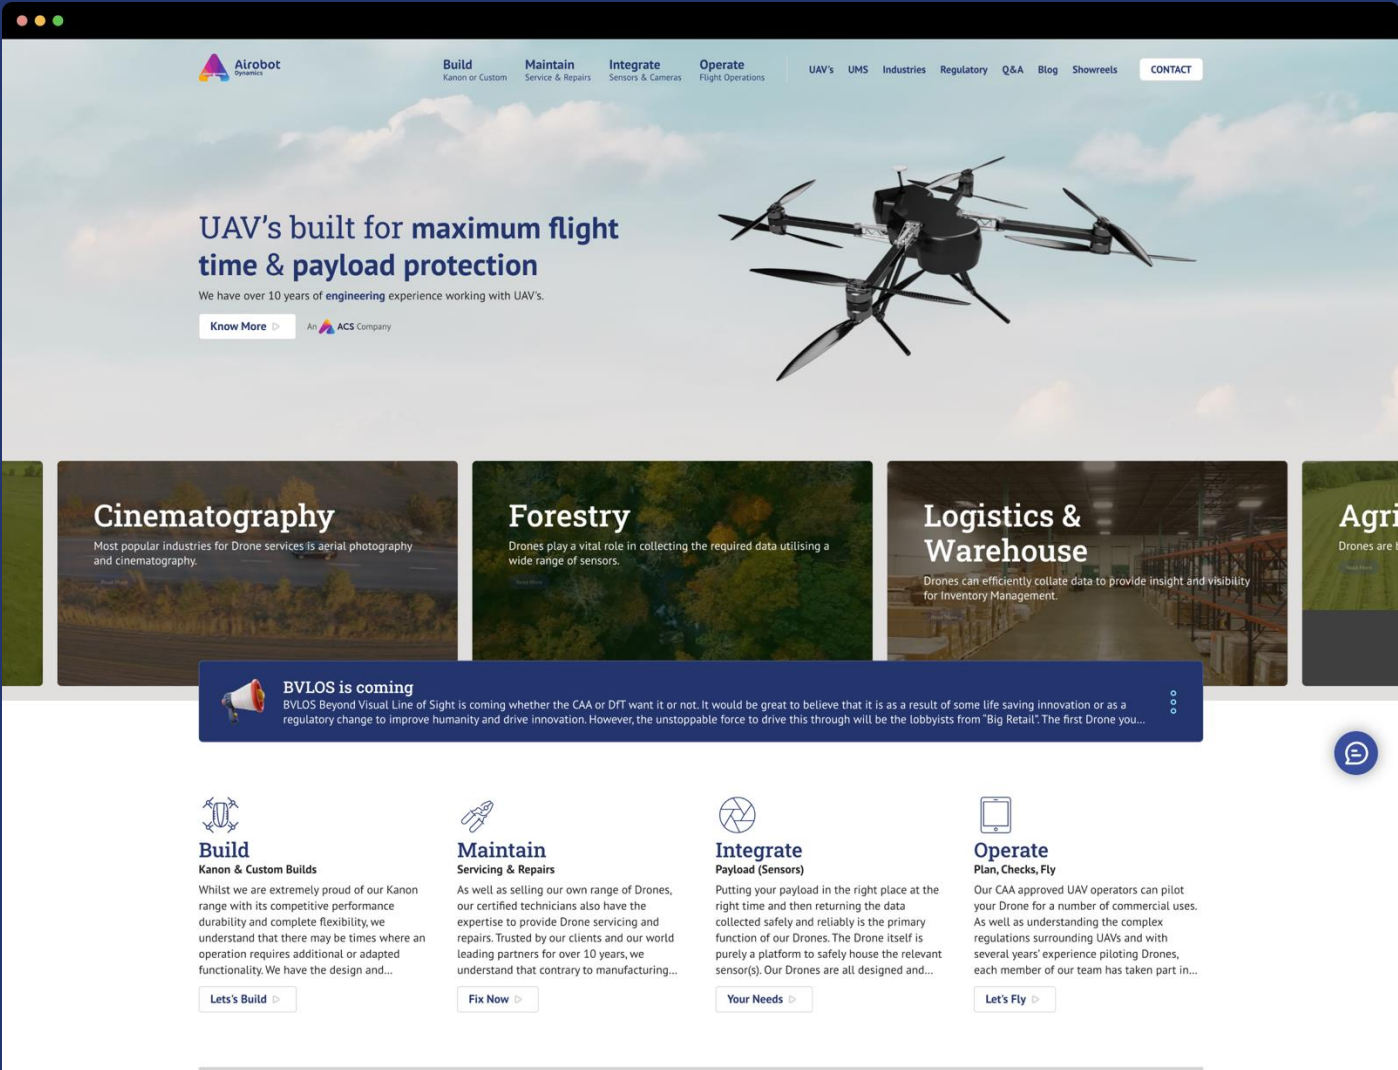 Airobot
Dynamics
Build
Kanon or Custom
Maintain
Service & Repairs
Integrate
Sensors & Cameras
Operate
Flight Operations
UAV's UMS Industries Regulatory Q&A Blog Showreels CONTACT
UAV's built for maximum flight
time & payload protection
We have over 10 years of engineering experience working with UAV's.
Know More
An ACS Company
Cinematography
Most popular industries for Drone services is aerial photography
and cinematography.
Read More
Forestry
Drones play a vital role in collecting the required data utilising a
wide range of sensors.
Read More
Logistics &
Warehouse
Drones can efficiently collate data to provide insight and visibility
for Inventory Management.
Read More
Agri
Drones are h
Read More
BVLOS is coming
BVLOS Beyond Visual Line of Sight is coming whether the CAA or DfT want it or not. It would be great to believe that it is as a result of some life saving innovation or as a
regulatory change to improve humanity and drive innovation. However, the unstoppable force to drive this through will be the lobbyists from "Big Retail". The first Drone you...
Build
Kanon & Custom Builds
Whilst we are extremely proud of our Kanon
range with its competitive performance
durability and complete flexibility, we
understand that there may be times where an
operation requires additional or adapted
functionality. We have the design and...
Lets's Build
Maintain
Servicing & Repairs
As well as selling our own range of Drones,
our certified technicians also have the
expertise to provide Drone servicing and
repairs. Trusted by our clients and our world
leading partners for over 10 years, we
understand that contrary to manufacturing...
Fix Now
Integrate
Payload (Sensors)
Putting your payload in the right place at the
right time and then returning the data
collected safely and reliably is the primary
function of our Drones. The Drone itself is
purely a platform to safely house the relevant
sensor(s). Our Drones are all designed and...
Your Needs
Operate
Plan, Checks, Fly
Our CAA approved UAV operators can pilot
your Drone for a number of commercial uses.
As well as understanding the complex
regulations surrounding UAVs and with
several years' experience piloting Drones,
each member of our team has taken part in...
Let's Fly